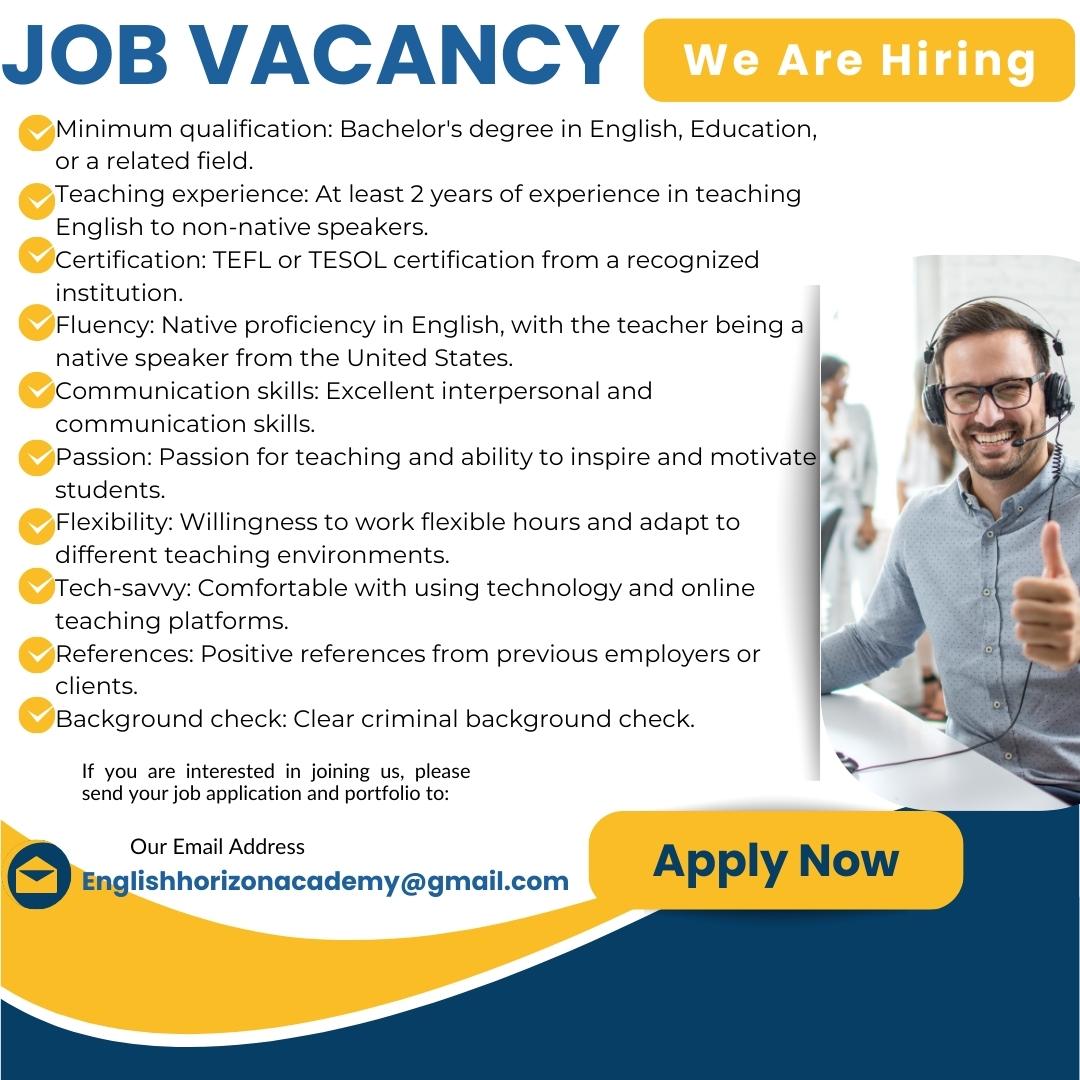 JOB VACANCY
We Are Hiring
Minimum qualification: Bachelor's degree in English, Education,
or a related field.
Teaching experience: At least 2 years of experience in teaching
English to non-native speakers.
Certification: TEFL or TESOL certification from a recognized
institution.
Fluency: Native proficiency in English, with the teacher being a
native speaker from the United States.
Communication skills: Excellent interpersonal and
communication skills.
Passion: Passion for teaching and ability to inspire and motivate
students.
Flexibility: Willingness to work flexible hours and adapt to
different teaching environments.
Tech-savvy: Comfortable with using technology and online
teaching platforms.
References: Positive references from previous employers or
clients.
Background check: Clear criminal background check.
If you are interested in joining us, please
send your job application and portfolio to:
Our Email Address
Englishhorizonacademy@gmail.com
Apply Now